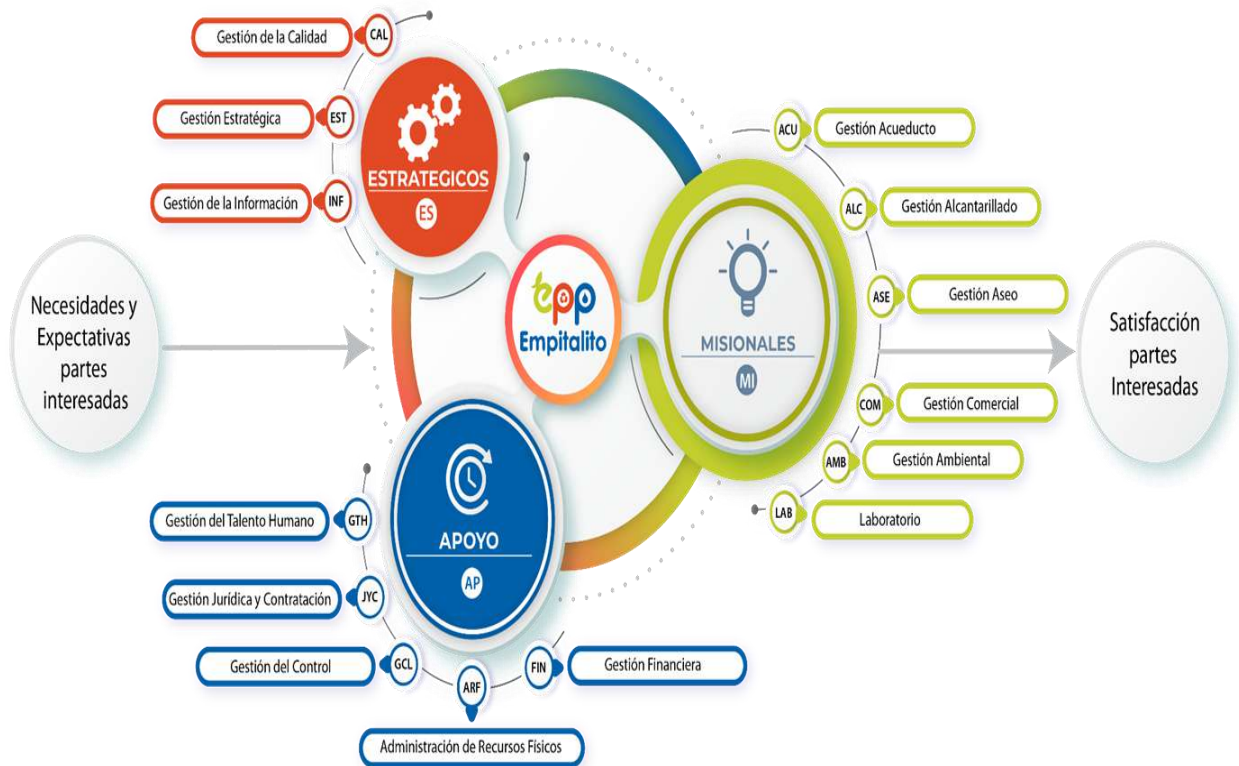 Gestión de la Calidad
CAL
Gestión Estratégica
EST
Gestión de la Información
INF
ESTRATEGICOS
ES
Necesidades y
Expectativas
partes
interesadas
epp
Empitalito
MISIONALES
MI
ACU
Gestión Acueducto
ALC
Gestión Alcantarillado
ASE
Gestión Aseo
COM
Gestión Comercial
AMB
Gestión Ambiental
LAB
Laboratorio
Satisfacción
partes
Interesadas
APOYO
AP
Gestión del Talento Humano
GTH
Gestión Jurídica y Contratación
JYC
Gestión del Control
GCL
ARF
Administración de Recursos Físicos
FIN
Gestión Financiera